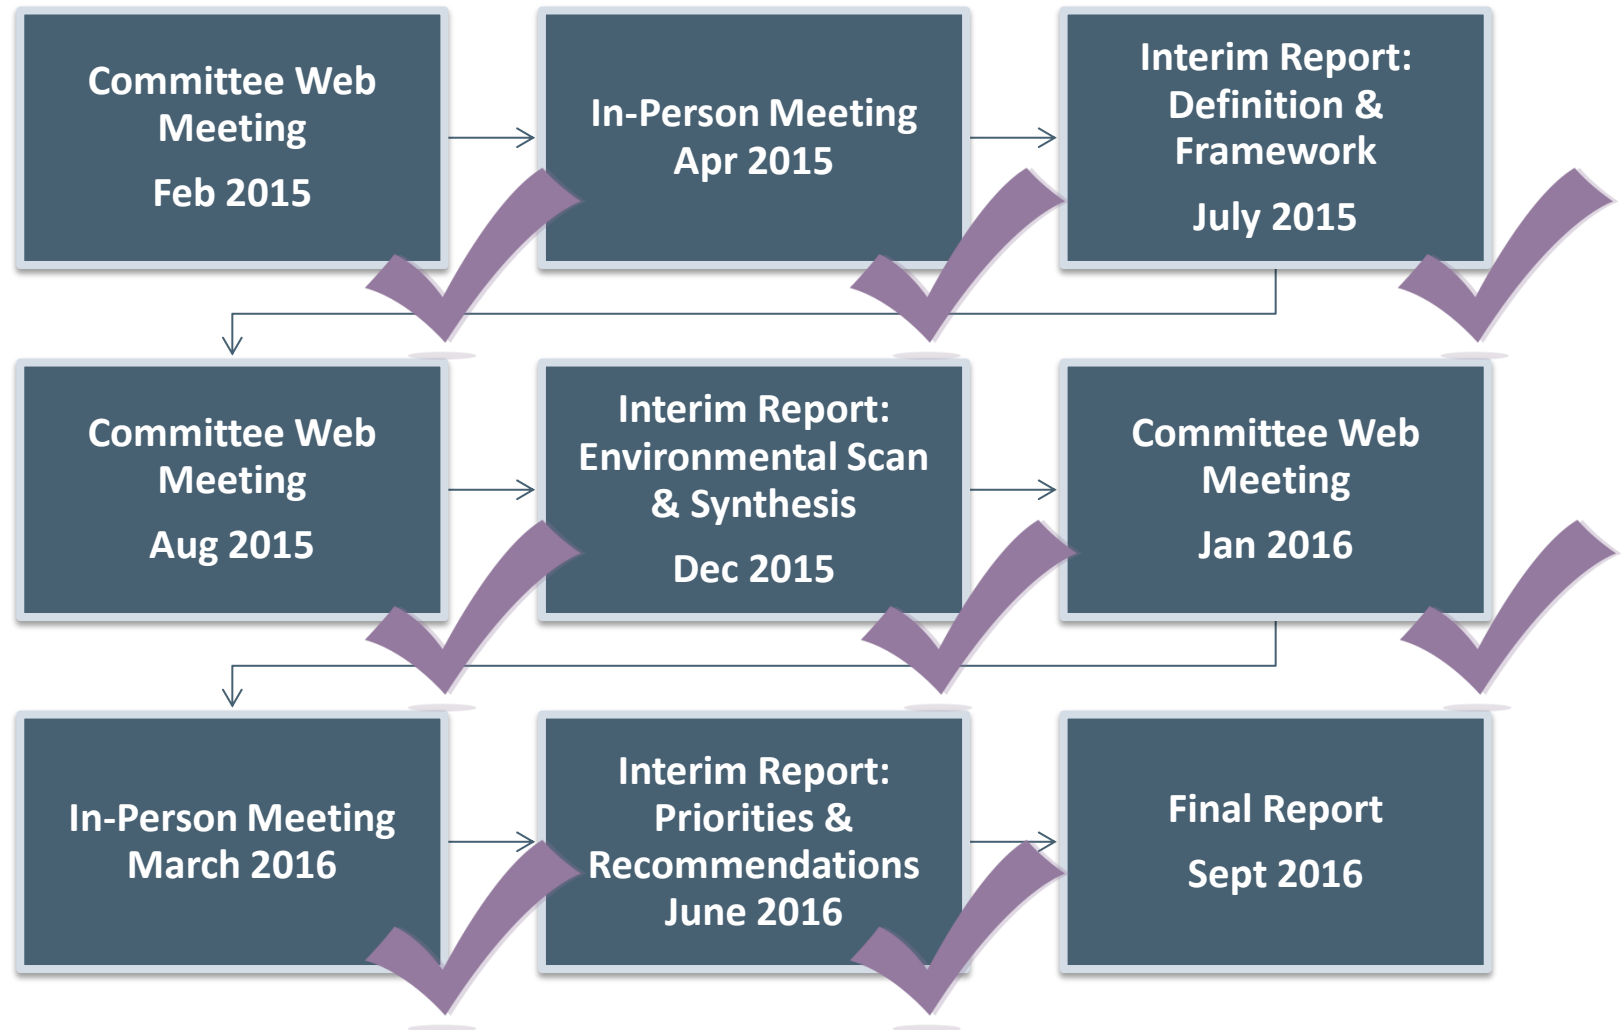 Committee Web
Meeting
Feb 2015
In-Person Meeting
Apr 2015
Interim Report:
Definition &
Framework
July 2015
Committee Web
Meeting
Aug 2015
Interim Report:
Environmental Scan
& Synthesis
Dec 2015
Committee Web
Meeting
Jan 2016
In-Person Meeting
March 2016
Interim Report:
Priorities &
Recommendations
June 2016
Final Report
Sept 2016